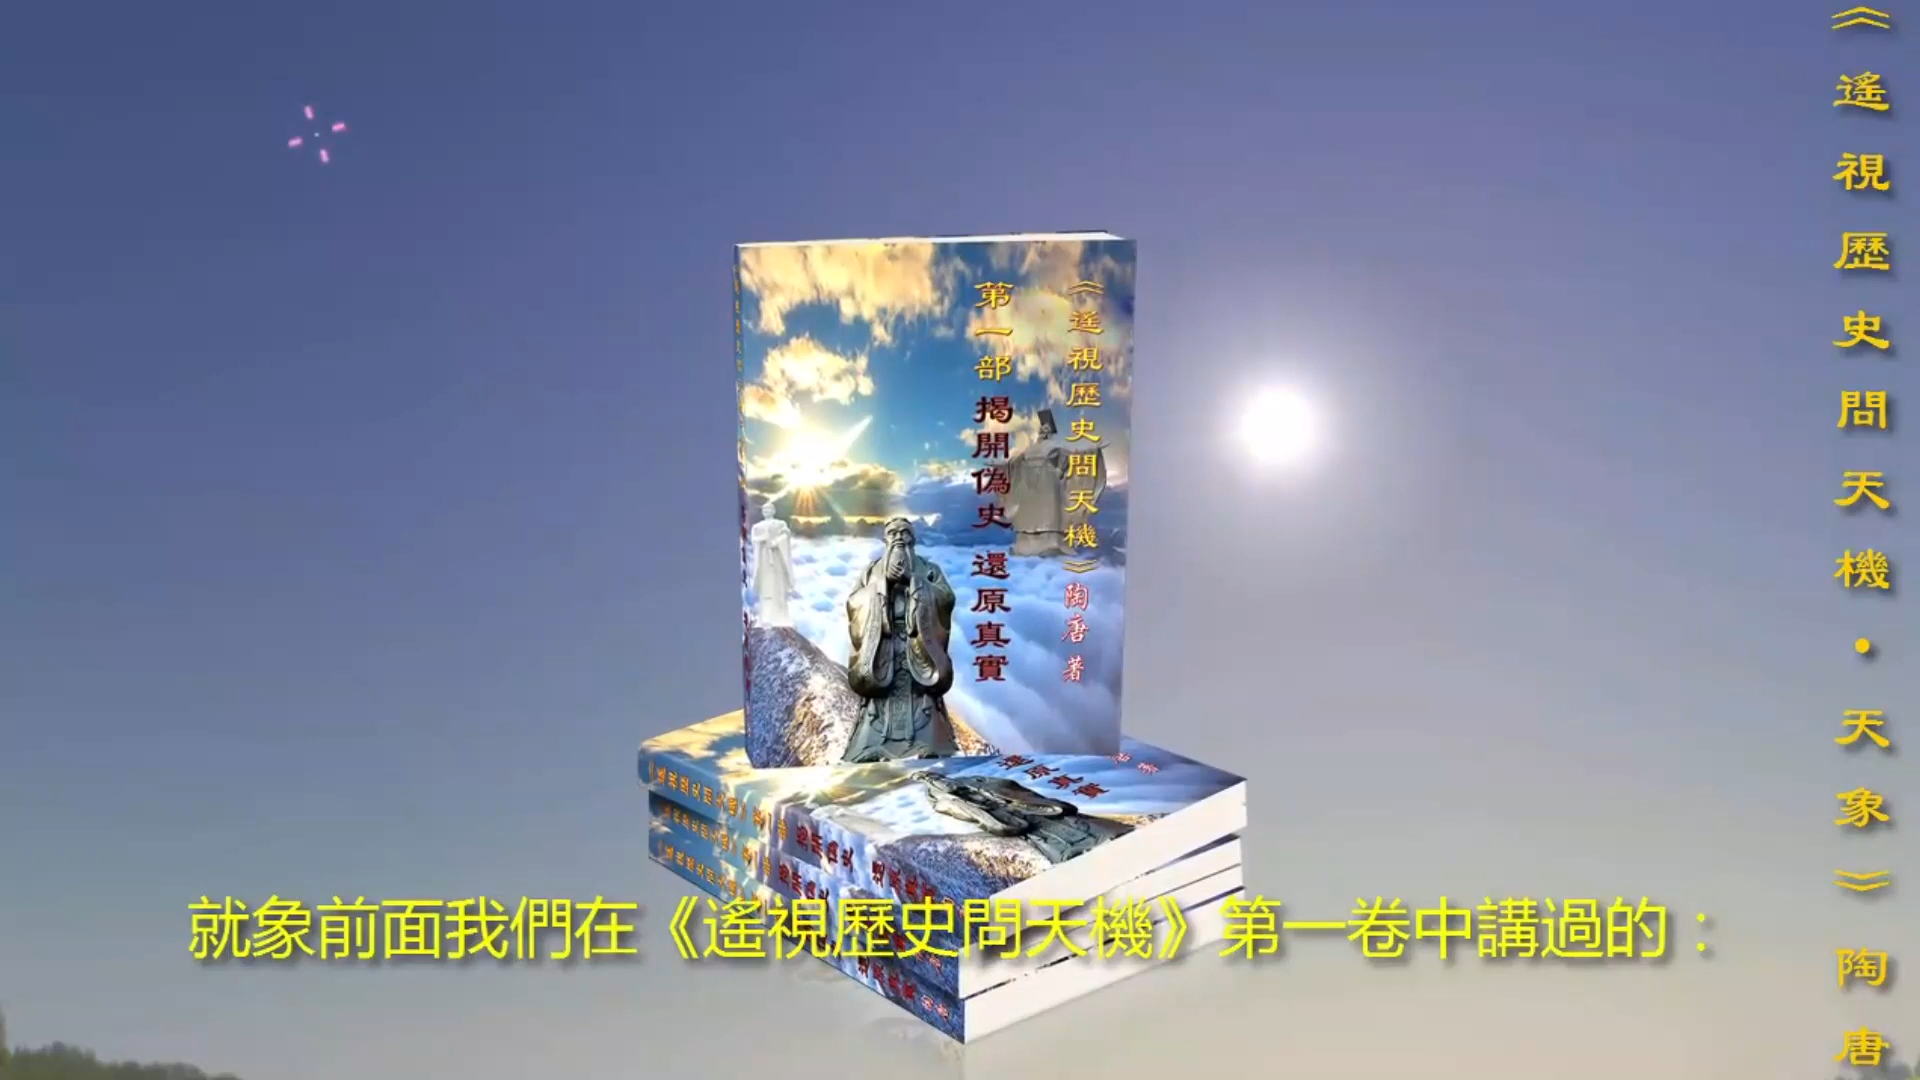 《遙視歷史問天機·天象》陶唐
《遙視歷史問天機》陶唐 著
第一部 揭開偽史 還原真實
就象前面我們在《遙視歷史問天機》第一卷中講過的：